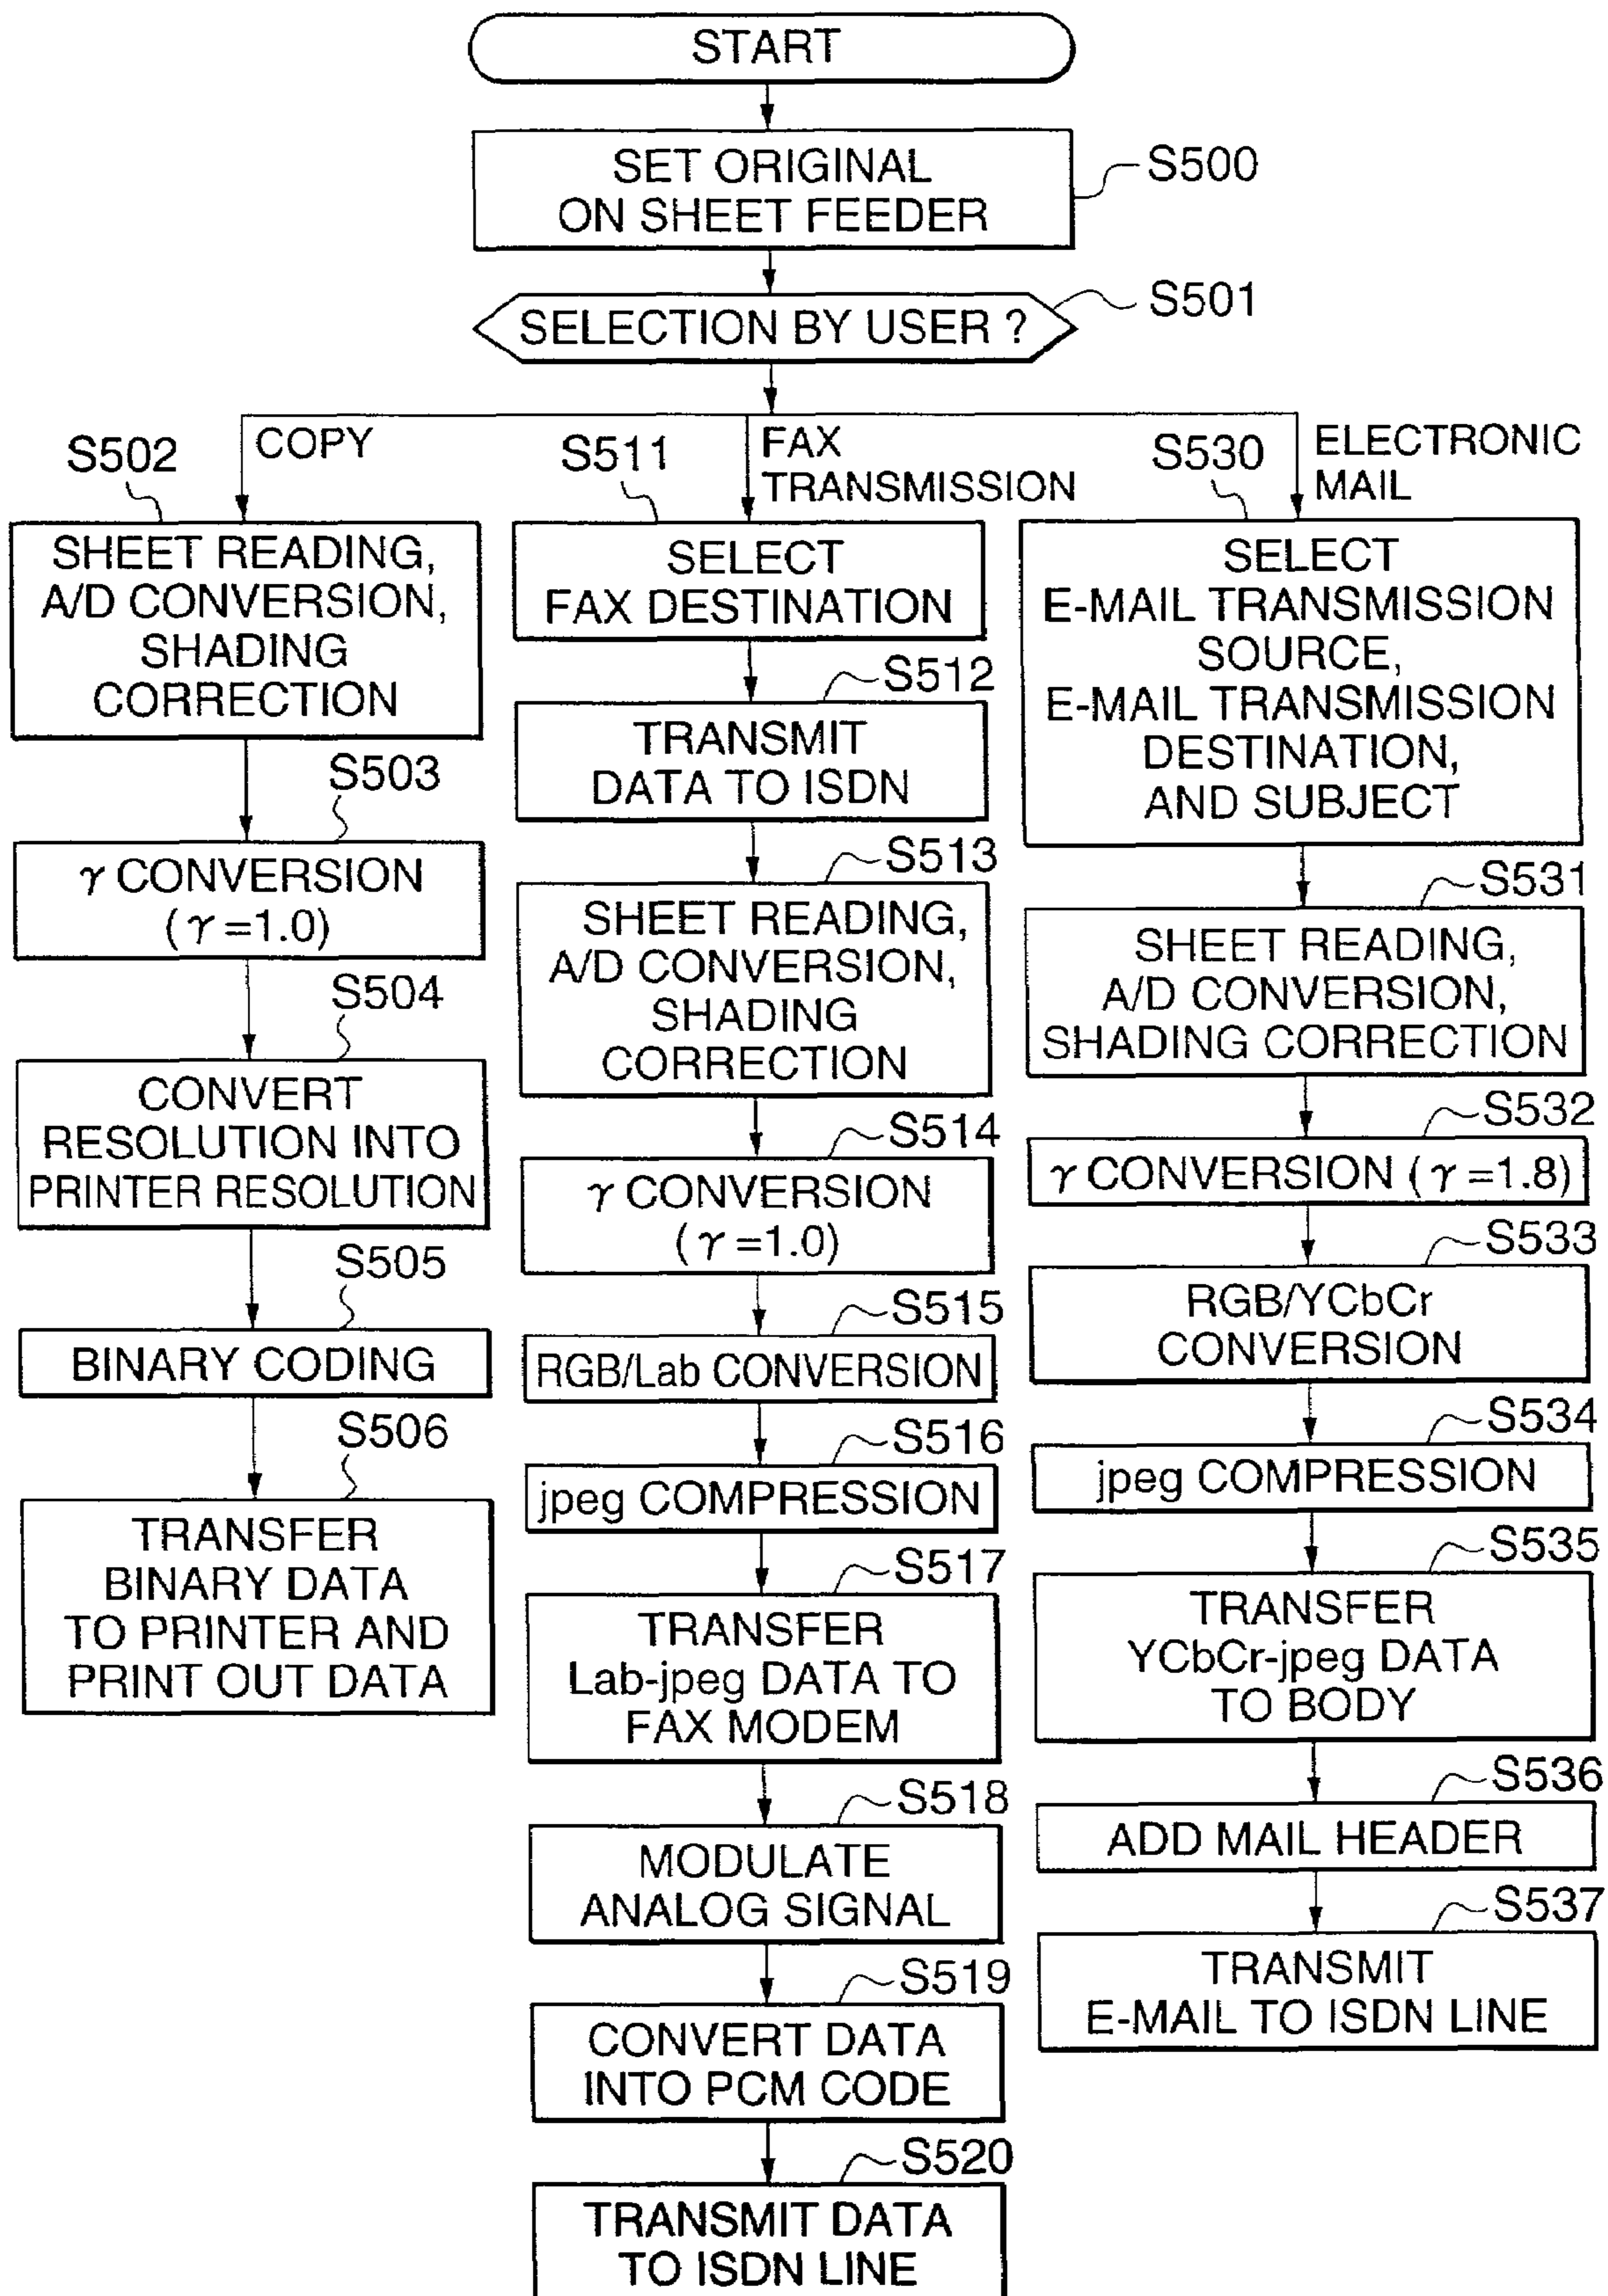 START
SET ORIGINAL
ON SHEET FEEDER
S500
SELECTION BY USER ?
S501
COPY
S502
SHEET READING,
A/D CONVERSION,
SHADING
CORRECTION
S503
γ CONVERSION
(γ=1.0)
S504
CONVERT
RESOLUTION INTO
PRINTER RESOLUTION
S505
BINARY CODING
S506
TRANSFER
BINARY DATA
TO PRINTER AND
PRINT OUT DATA
FAX
TRANSMISSION
S511
SELECT
FAX DESTINATION
S512
TRANSMIT
DATA TO ISDN
S513
SHEET READING,
A/D CONVERSION,
SHADING
CORRECTION
S514
γ CONVERSION
(γ=1.0)
S515
RGB/Lab CONVERSION
S516
jpeg COMPRESSION
S517
TRANSFER
Lab-jpeg DATA TO
FAX MODEM
S518
MODULATE
ANALOG SIGNAL
S519
CONVERT DATA
INTO PCM CODE
S520
TRANSMIT DATA
TO ISDN LINE
ELECTRONIC
MAIL
S530
SELECT
E-MAIL TRANSMISSION
SOURCE,
E-MAIL TRANSMISSION
DESTINATION,
AND SUBJECT
S531
SHEET READING,
A/D CONVERSION,
SHADING CORRECTION
S532
γ CONVERSION (γ=1.8)
S533
RGB/YCbCr
CONVERSION
S534
jpeg COMPRESSION
S535
TRANSFER
YCbCr-jpeg DATA
TO BODY
S536
ADD MAIL HEADER
S537
TRANSMIT
E-MAIL TO ISDN LINE